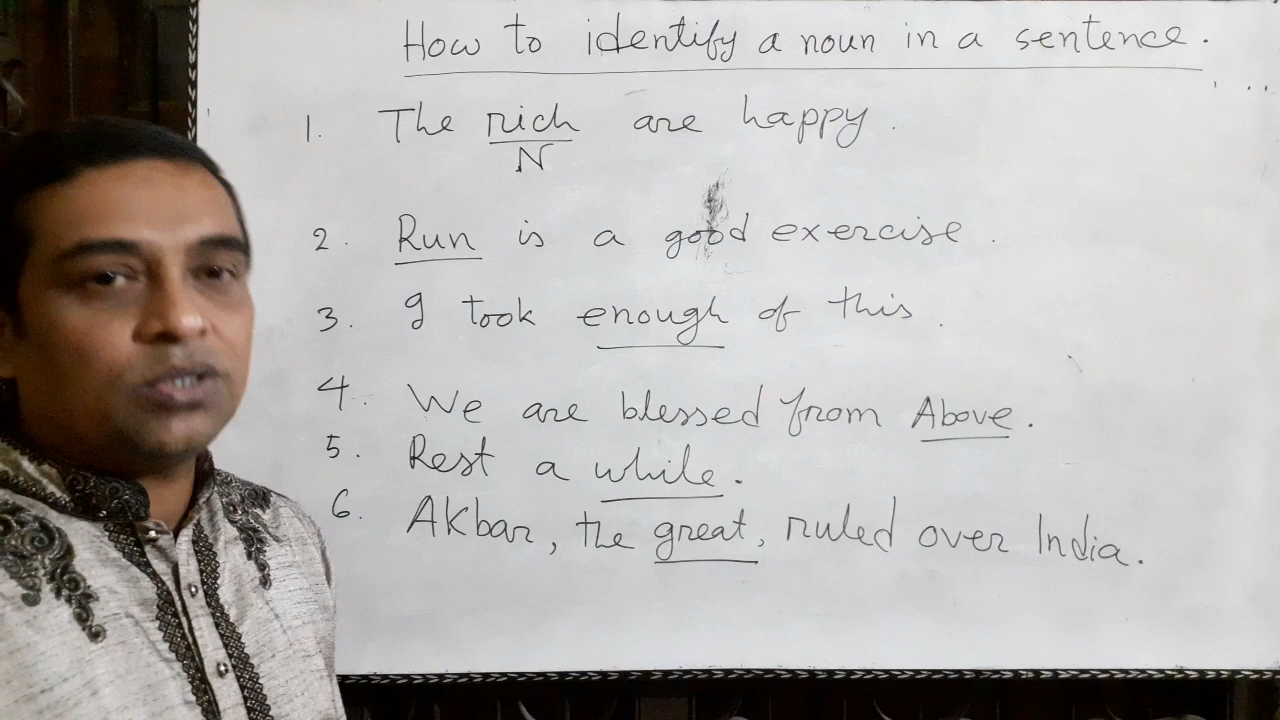 How to identify a noun in a sentence.
1. The rich are happy.
N
2. Run is a good exercise.
3. I took enough of this.
4. We are blessed from Above.
5. Rest a while.
6. Akbar, the great, ruled over India.